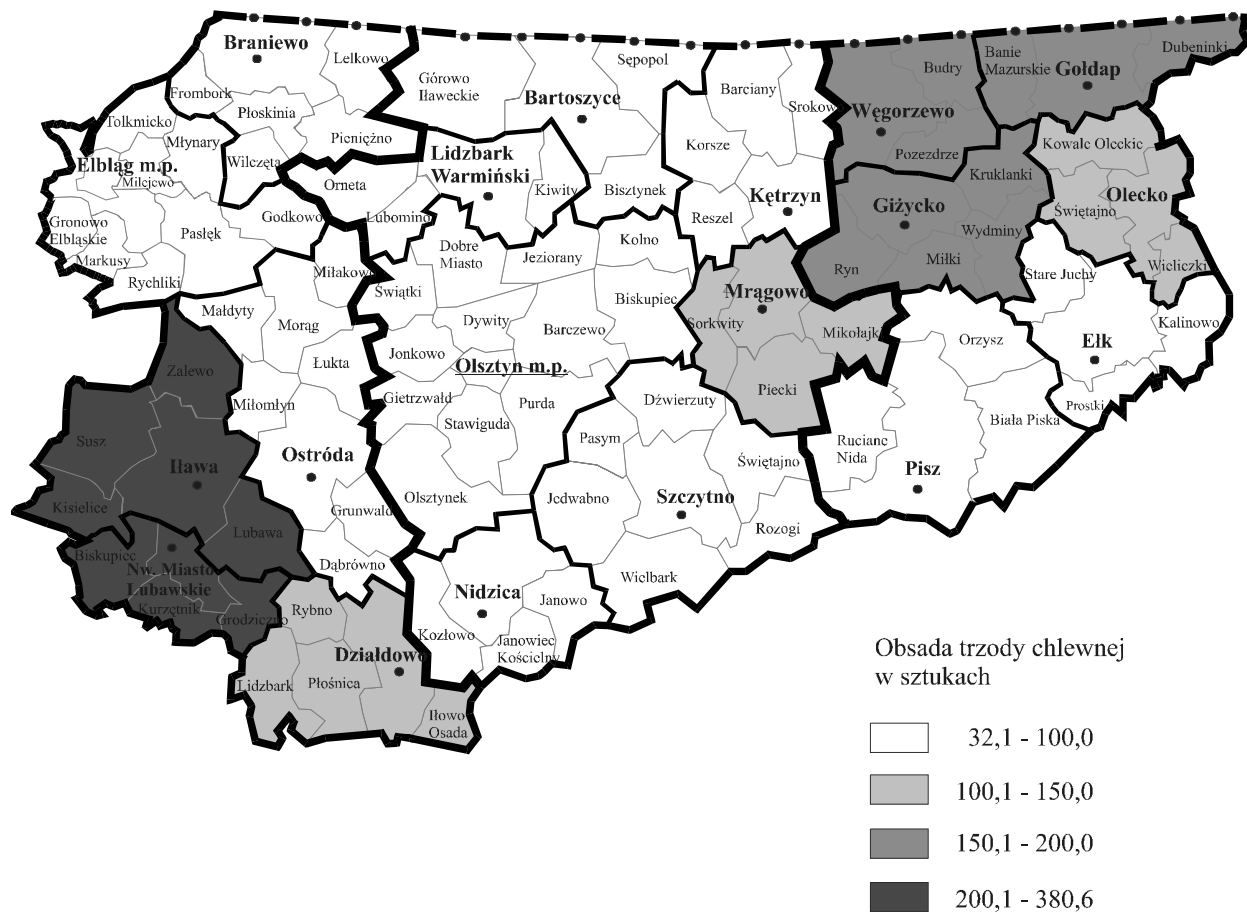 Braniewo
Lelkowo
Frombork
Płoskinia
Tolkmicko
Młynary
Pieniężno
Wilczęta
Elbląg m.p.
Milejewo
Godkowo
Gronowo
Elbląskie
Pasłęk
Markusy
Rychliki
Górowo
Iławeckie
Sępopol
Bartoszyce
Bisztynek
Lidzbark
Warmiński
Orneta
Kiwity
Lubomino
Barciany
Srokowo
Korsze
Kętrzyn
Reszel
Budry
Węgorzewo
Pozezdrze
Banie
Mazurskie
Dubeninki
Gołdap
Kowale Oleckie
Olecko
Świętajno
Wieliczki
Kruklanki
Giżycko
Wydminy
Ryn
Miłki
Stare Juchy
Kalinowo
Ełk
Prostki
Mrągowo
Sorkwity
Mikołajki
Piecki
Orzysz
Biała Piska
Ruciane
Nida
Pisz
Dobre
Miasto
Jeziorany
Kolno
Świątki
Dywity
Barczewo
Biskupiec
Jonkowo
Olsztyn m.p.
Gietrzwałd
Purda
Stawiguda
Olsztynek
Miłakowo
Małdyty
Morąg
Łukta
Miłomłyn
Ostróda
Grunwald
Dąbrówno
Zalewo
Susz
Iława
Kisielice
Lubawa
Biskupiec
Nw. Miasto
Lubawskie
Kurzętnik
Grodziczno
Rybno
Działdowo
Lidzbark
Płośnica
Iłowo
Osada
Nidzica
Janowo
Kozłowo
Janowiec
Kościelny
Dźwierzuty
Pasym
Świętajno
Jedwabno
Szczytno
Rozogi
Wielbark
Obsada trzody chlewnej
w sztukach
32,1 - 100,0
100,1 - 150,0
150,1 - 200,0
200,1 - 380,6